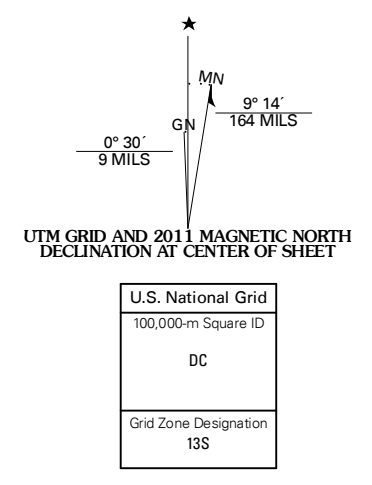 ★
MN
9° 14´
164 MILS
GN
0° 30´
9 MILS
UTM GRID AND 2011 MAGNETIC NORTH
DECLINATION AT CENTER OF SHEET
U.S. National Grid
100,000-m Square ID
DC
Grid Zone Designation
13S